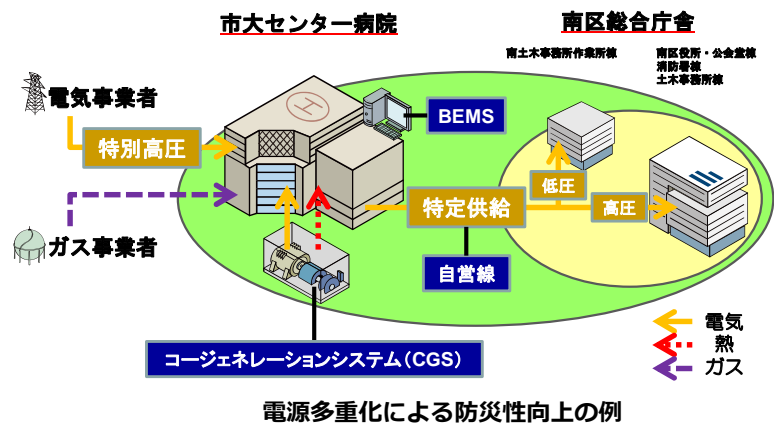 市大センター病院
南区総合庁舎
南土木事務所作業所棟
南区役所・公会堂棟
消防署棟
土木事務所棟
電気事業者
BEMS
特別高圧
低圧
特定供給
高圧
ガス事業者
自営線
電気
熱
ガス
コージェネレーションシステム(CGS)
電源多重化による防災性向上の例